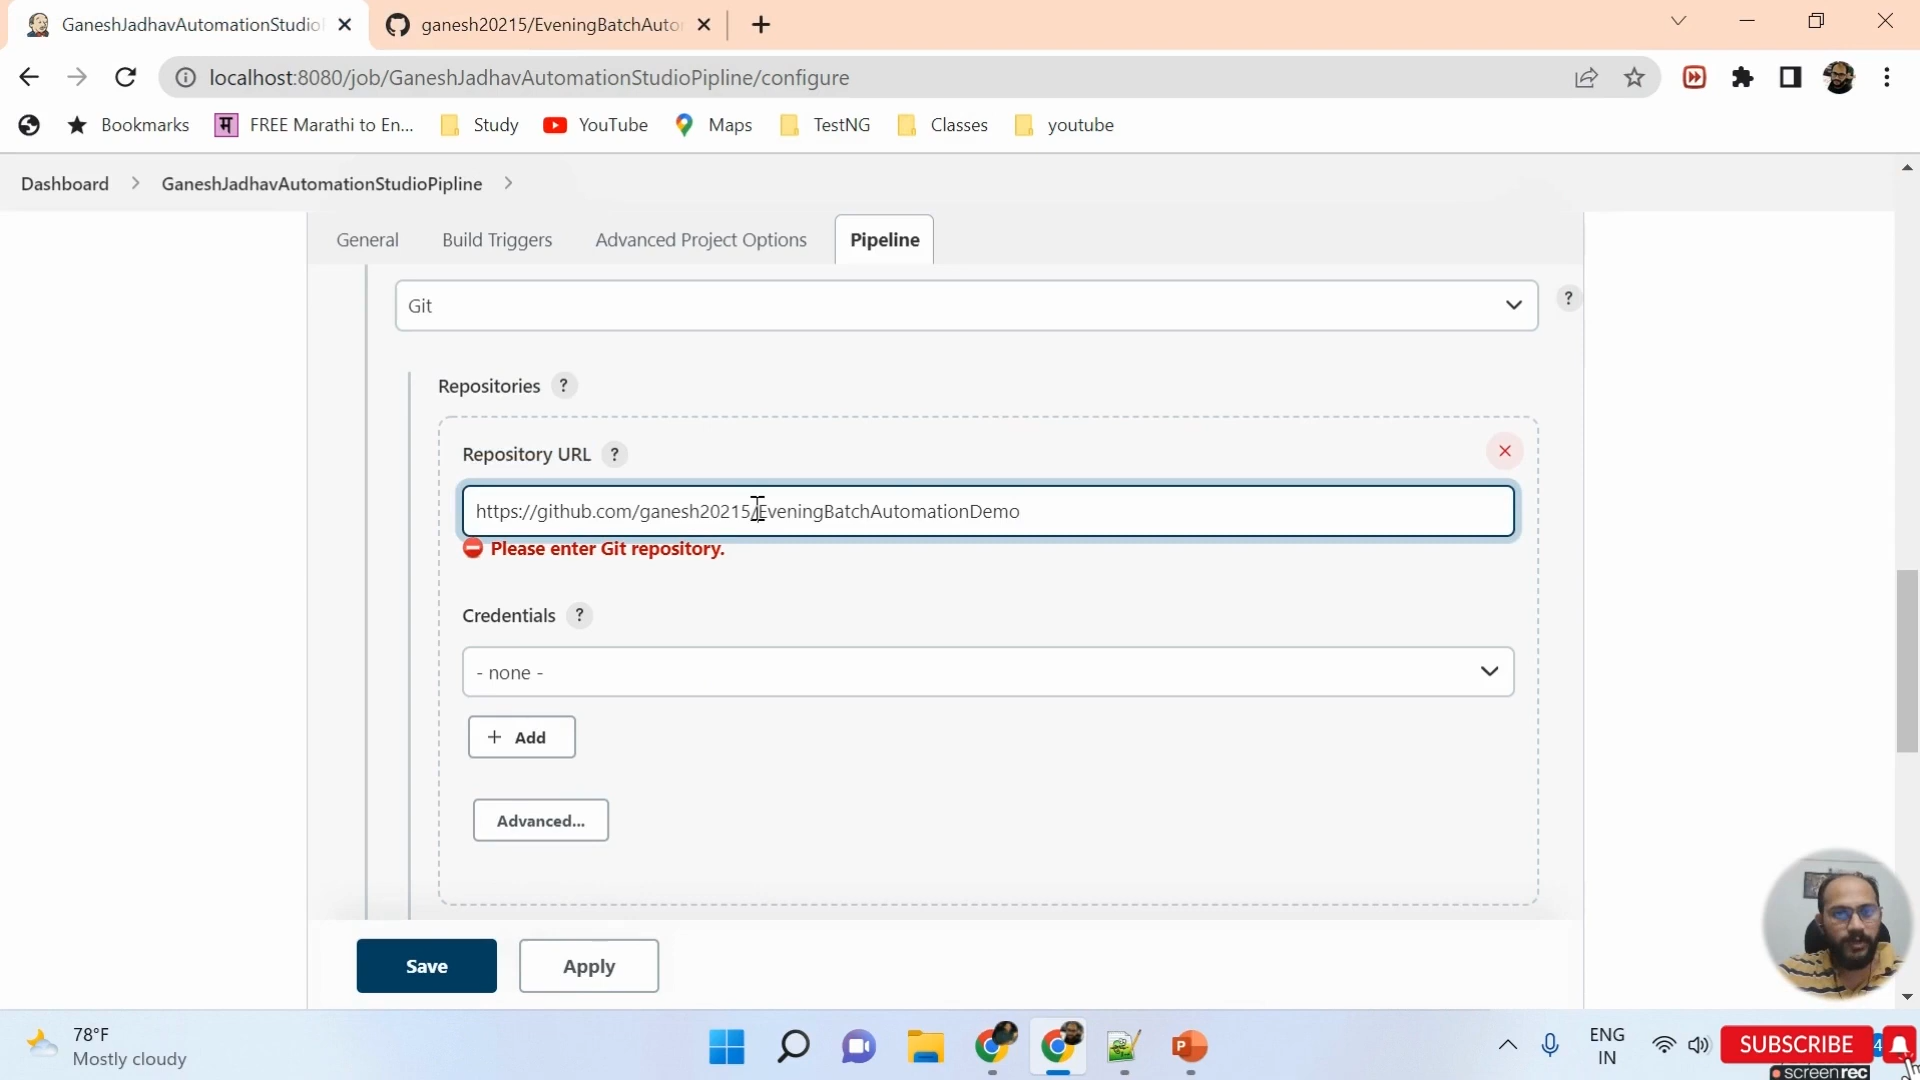 GaneshJadhavAutomationStudio
ganesh20215/EveningBatchAuto
localhost:8080/job/GaneshJadhavAutomationStudioPipline/configure
Bookmarks
म FREE Marathi to En...
Study
YouTube
Maps
TestNG
Classes
youtube
Dashboard
GaneshJadhavAutomationStudioPipline
General
Build Triggers
Advanced Project Options
Pipeline
Git
?
Repositories ?
Repository URL ?
https://github.com/ganesh20215/EveningBatchAutomationDemo
Please enter Git repository.
Credentials ?
- none -
+ Add
Advanced...
Save
Apply
78°F
Mostly cloudy
P
ENG
IN
SUBSCRIBE
4
screenrec